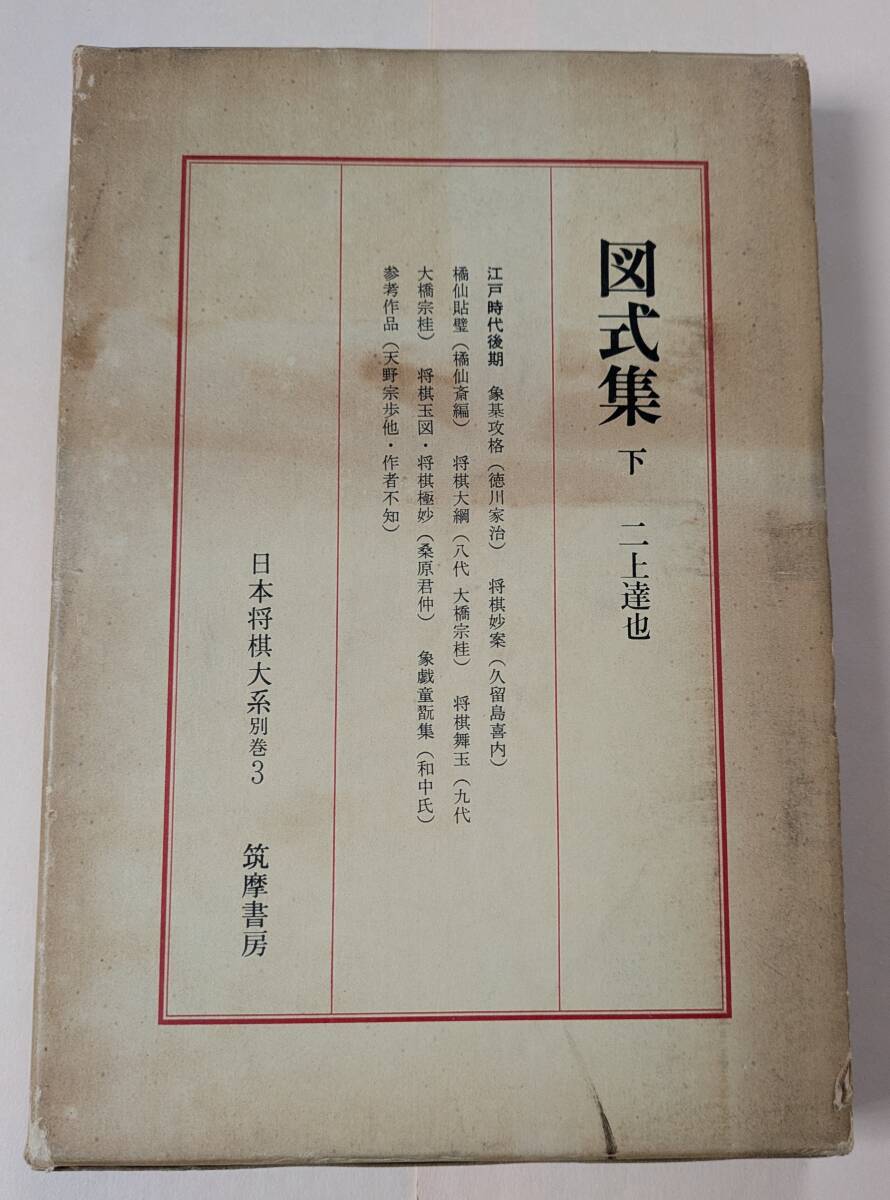 図式集 下 二上達也
江戸時代後期 象棊攻格（徳川家治） 将棋妙案（久留島喜内）
橘仙貼璧（橘仙斎編） 将棋大綱（八代 大橋宗桂） 将棋舞玉（九代
大橋宗桂） 将棋玉図・将棋極妙（桑原君仲） 象戯童翫集（和中氏）
参考作品（天野宗歩他・作者不知）
日本将棋大系 別巻3 筑摩書房